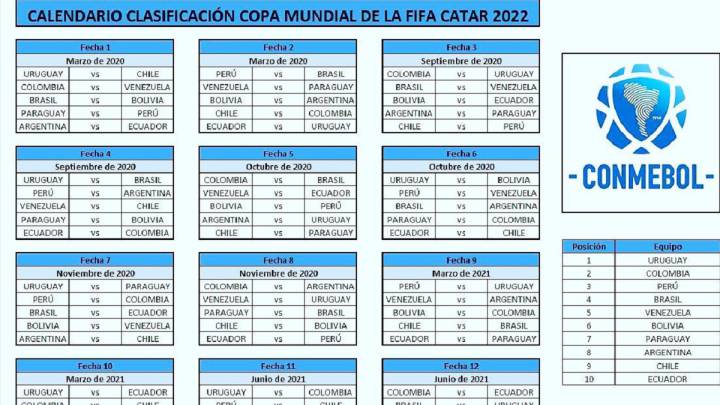 CALENDARIO CLASIFICACIÓN COPA MUNDIAL DE LA FIFA CATAR 2022
Fecha 1
Marzo de 2020
URUGUAY vs CHILE
COLOMBIA vs VENEZUELA
BRASIL vs BOLIVIA
PARAGUAY vs PERÚ
ARGENTINA vs ECUADOR
Fecha 2
Marzo de 2020
PERÚ vs BRASIL
VENEZUELA vs PARAGUAY
BOLIVIA vs ARGENTINA
CHILE vs COLOMBIA
ECUADOR vs URUGUAY
Fecha 3
Septiembre de 2020
COLOMBIA vs URUGUAY
BRASIL vs VENEZUELA
BOLIVIA vs ECUADOR
ARGENTINA vs PARAGUAY
CHILE vs PERÚ
Fecha 4
Septiembre de 2020
URUGUAY vs BRASIL
PERÚ vs ARGENTINA
VENEZUELA vs CHILE
PARAGUAY vs BOLIVIA
ECUADOR vs COLOMBIA
Fecha 5
Octubre de 2020
COLOMBIA vs BRASIL
VENEZUELA vs ECUADOR
BOLIVIA vs PERÚ
ARGENTINA vs URUGUAY
CHILE vs PARAGUAY
Fecha 6
Octubre de 2020
URUGUAY vs BOLIVIA
PERÚ vs VENEZUELA
BRASIL vs ARGENTINA
PARAGUAY vs COLOMBIA
ECUADOR vs CHILE
Fecha 7
Noviembre de 2020
URUGUAY vs PARAGUAY
PERÚ vs COLOMBIA
BRASIL vs ECUADOR
BOLIVIA vs VENEZUELA
ARGENTINA vs CHILE
Fecha 8
Noviembre de 2020
COLOMBIA vs ARGENTINA
VENEZUELA vs URUGUAY
PARAGUAY vs BRASIL
CHILE vs BOLIVIA
ECUADOR vs PERÚ
Fecha 9
Marzo de 2021
PERÚ vs URUGUAY
VENEZUELA vs ARGENTINA
BOLIVIA vs COLOMBIA
CHILE vs BRASIL
ECUADOR vs PARAGUAY
Fecha 10
Marzo de 2021
URUGUAY vs ECUADOR
Fecha 11
Junio de 2021
URUGUAY vs COLOMBIA
Fecha 12
Junio de 2021
COLOMBIA vs ECUADOR
- CONMEBOL -
Posición Equipo
1 URUGUAY
2 COLOMBIA
3 PERÚ
4 BRASIL
5 VENEZUELA
6 BOLIVIA
7 PARAGUAY
8 ARGENTINA
9 CHILE
10 ECUADOR